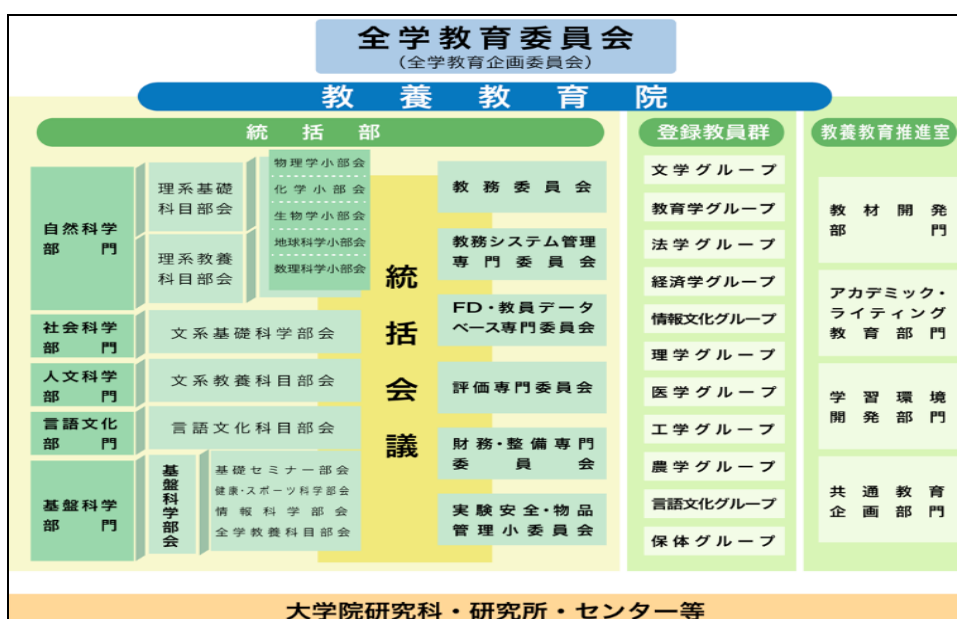 全学教育委員会
(全学教育企画委員会)
教養教育院
統括部
自然科学
部門
理系基礎
科目部会
理系教養
科目部会
物理学小部会
化学小部会
生物学小部会
地球科学小部会
数理科学小部会
社会科学
部門
文系基礎科学部会
人文科学
部門
文系教養科目部会
言語文化
部門
言語文化科目部会
基盤科学
部門
基盤科学部会
基礎セミナー部会
健康・スポーツ科学部会
情報科学部会
全学教養科目部会
統括会議
教務委員会
教務システム管理
専門委員会
FD・教員データ
ベース専門委員会
評価専門委員会
財務・整備専門
委員会
実験安全・物品
管理小委員会
登録教員群
文学グループ
教育学グループ
法学グループ
経済学グループ
情報文化グループ
理学グループ
医学グループ
工学グループ
農学グループ
言語文化グループ
保体グループ
教養教育推進室
教材開発
部門
アカデミック・
ライティング
教育部門
学習環境
開発部門
共通教育
企画部門
大学院研究科・研究所・センター等